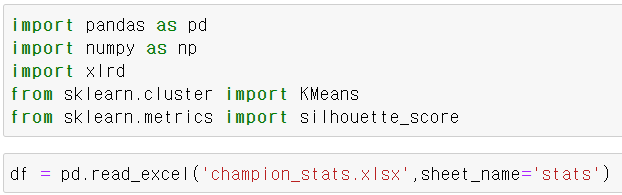 import pandas as pd
import numpy as np
import xlrd
from sklearn.cluster import KMeans
from sklearn.metrics import silhouette_score
df = pd.read_excel('champion_stats.xlsx',sheet_name='stats')